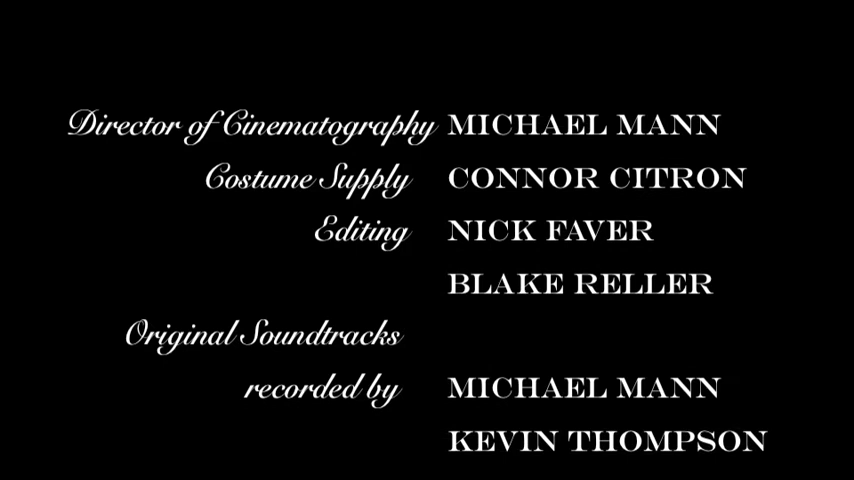 Director of Cinematography MICHAEL MANN
Costume Supply CONNOR CITRON
Editing NICK FAVER
BLAKE RELLER
Original Soundtracks
recorded by MICHAEL MANN
KEVIN THOMPSON